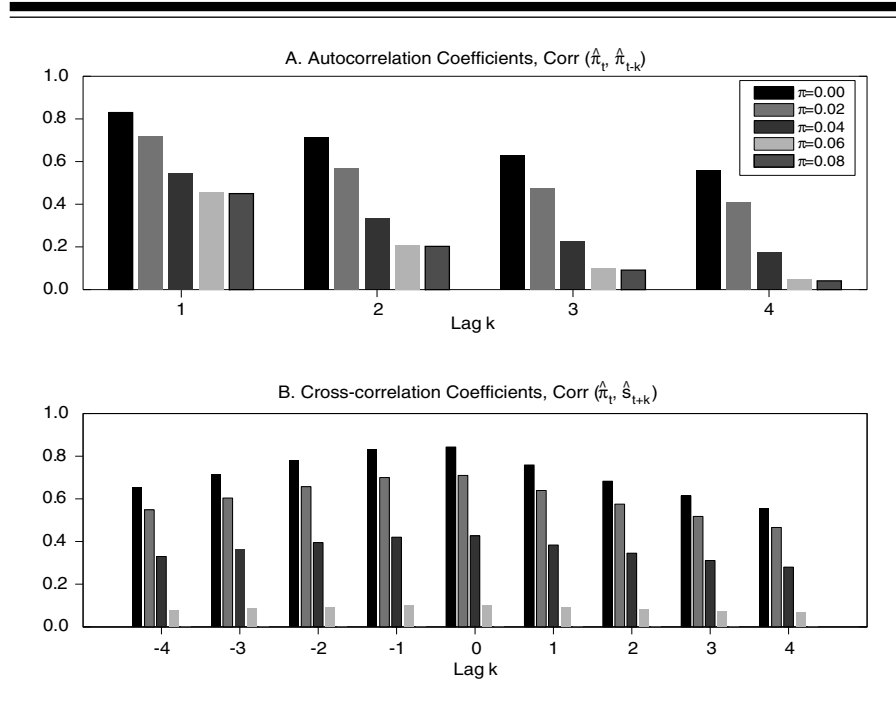 A. Autocorrelation Coefficients, Corr (π̂t, π̂t-k)
1.0
0.8
0.6
0.4
0.2
0.0
π=0.00
π=0.02
π=0.04
π=0.06
π=0.08
1 2 3 4
Lag k
B. Cross-correlation Coefficients, Corr (π̂t, ŝt+k)
1.0
0.8
0.6
0.4
0.2
0.0
-4 -3 -2 -1 0 1 2 3 4
Lag k